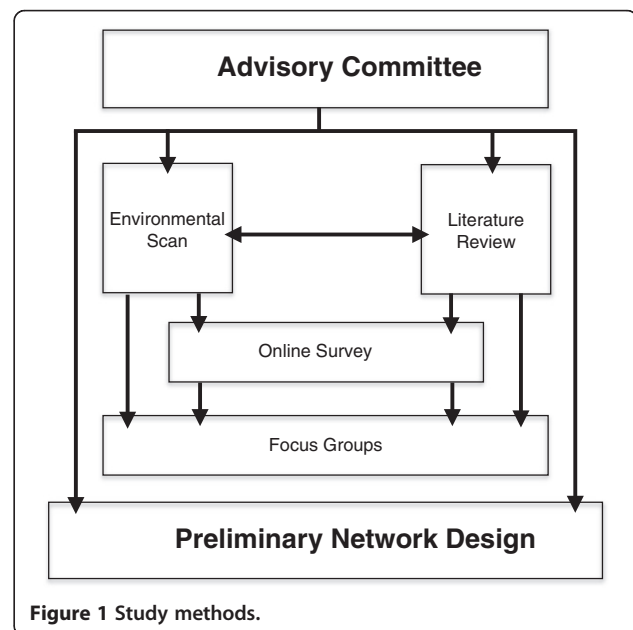 Advisory Committee
Environmental
Scan
Literature
Review
Online Survey
Focus Groups
Preliminary Network Design
Figure 1 Study methods.